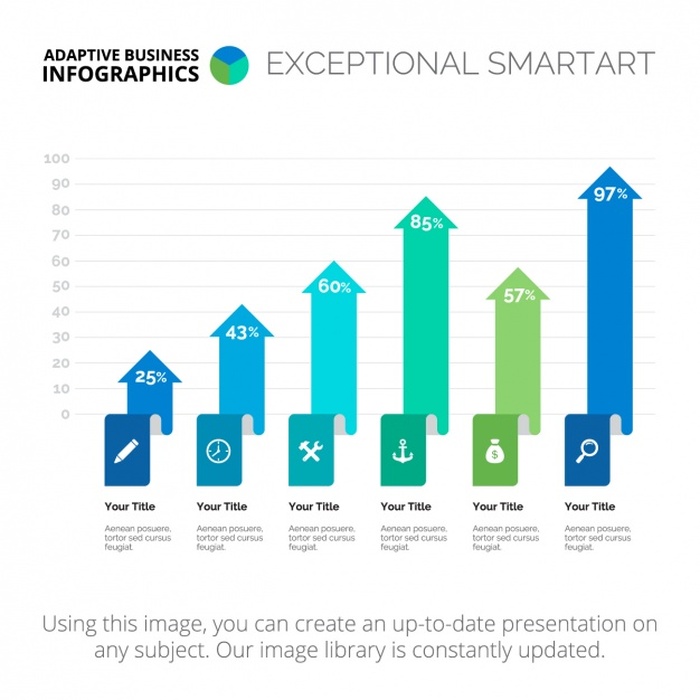 ADAPTIVE BUSINESS
INFOGRAPHICS
EXCEPTIONAL SMARTART
100
90
80
70
60
50
40
30
20
10
0
25%
43%
60%
85%
57%
97%
$
Your Title
Aenean posuere,
tortor sed cursus
feugiat.
Your Title
Aenean posuere,
tortor sed cursus
feugiat.
Your Title
Aenean posuere,
tortor sed cursus
feugiat.
Your Title
Aenean posuere,
tortor sed cursus
feugiat.
Your Title
Aenean posuere,
tortor sed cursus
feugiat.
Your Title
Aenean posuere,
tortor sed cursus
feugiat.
Using this image, you can create an up-to-date presentation on
any subject. Our image library is constantly updated.